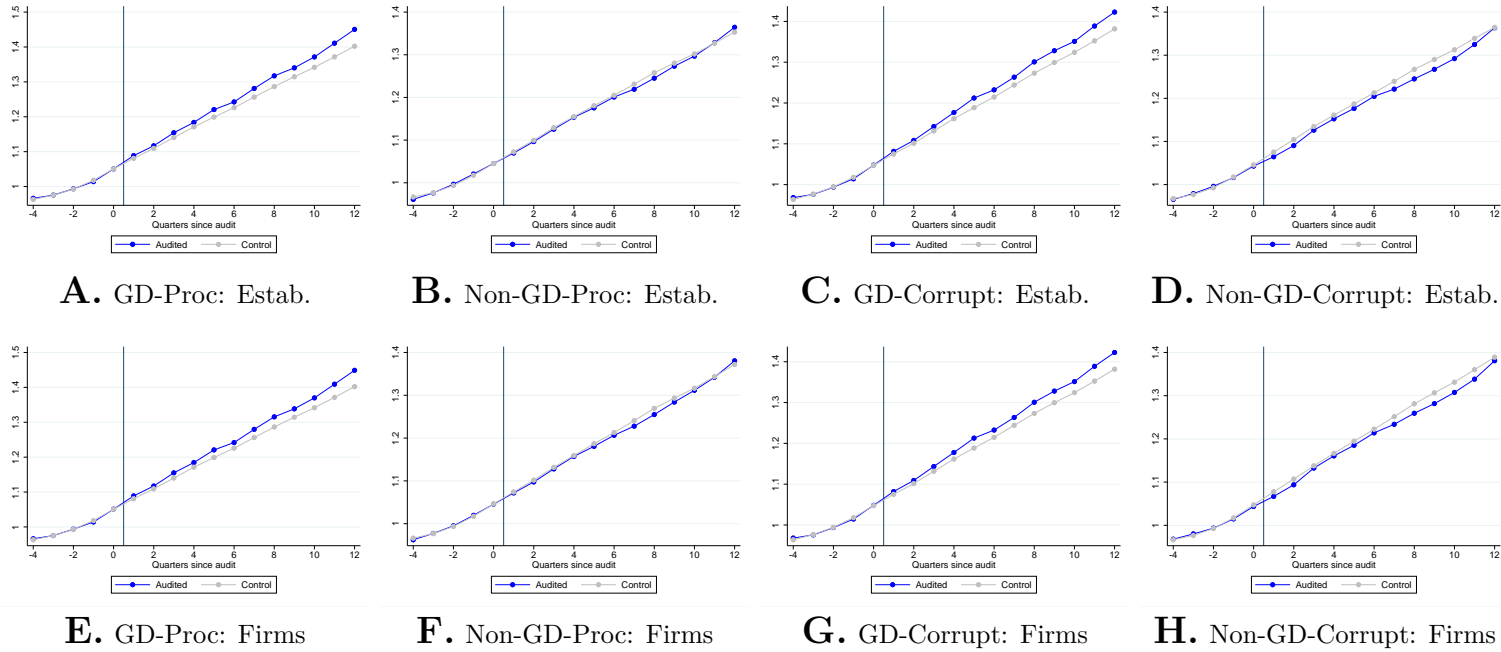 1 1.1 1.2 1.3 1.4 1.5
-4 -2 0 2 4 6 8 10 12
Quarters since audit
Audited Control
A. GD-Proc: Estab.
1 1.1 1.2 1.3 1.4
-4 -2 0 2 4 6 8 10 12
Quarters since audit
Audited Control
B. Non-GD-Proc: Estab.
1 1.1 1.2 1.3 1.4
-4 -2 0 2 4 6 8 10 12
Quarters since audit
Audited Control
C. GD-Corrupt: Estab.
1 1.1 1.2 1.3 1.4
-4 -2 0 2 4 6 8 10 12
Quarters since audit
Audited Control
D. Non-GD-Corrupt: Estab.
1 1.1 1.2 1.3 1.4 1.5
-4 -2 0 2 4 6 8 10 12
Quarters since audit
Audited Control
E. GD-Proc: Firms
1 1.1 1.2 1.3 1.4
-4 -2 0 2 4 6 8 10 12
Quarters since audit
Audited Control
F. Non-GD-Proc: Firms
1 1.1 1.2 1.3 1.4
-4 -2 0 2 4 6 8 10 12
Quarters since audit
Audited Control
G. GD-Corrupt: Firms
1 1.1 1.2 1.3 1.4
-4 -2 0 2 4 6 8 10 12
Quarters since audit
Audited Control
H. Non-GD-Corrupt: Firms